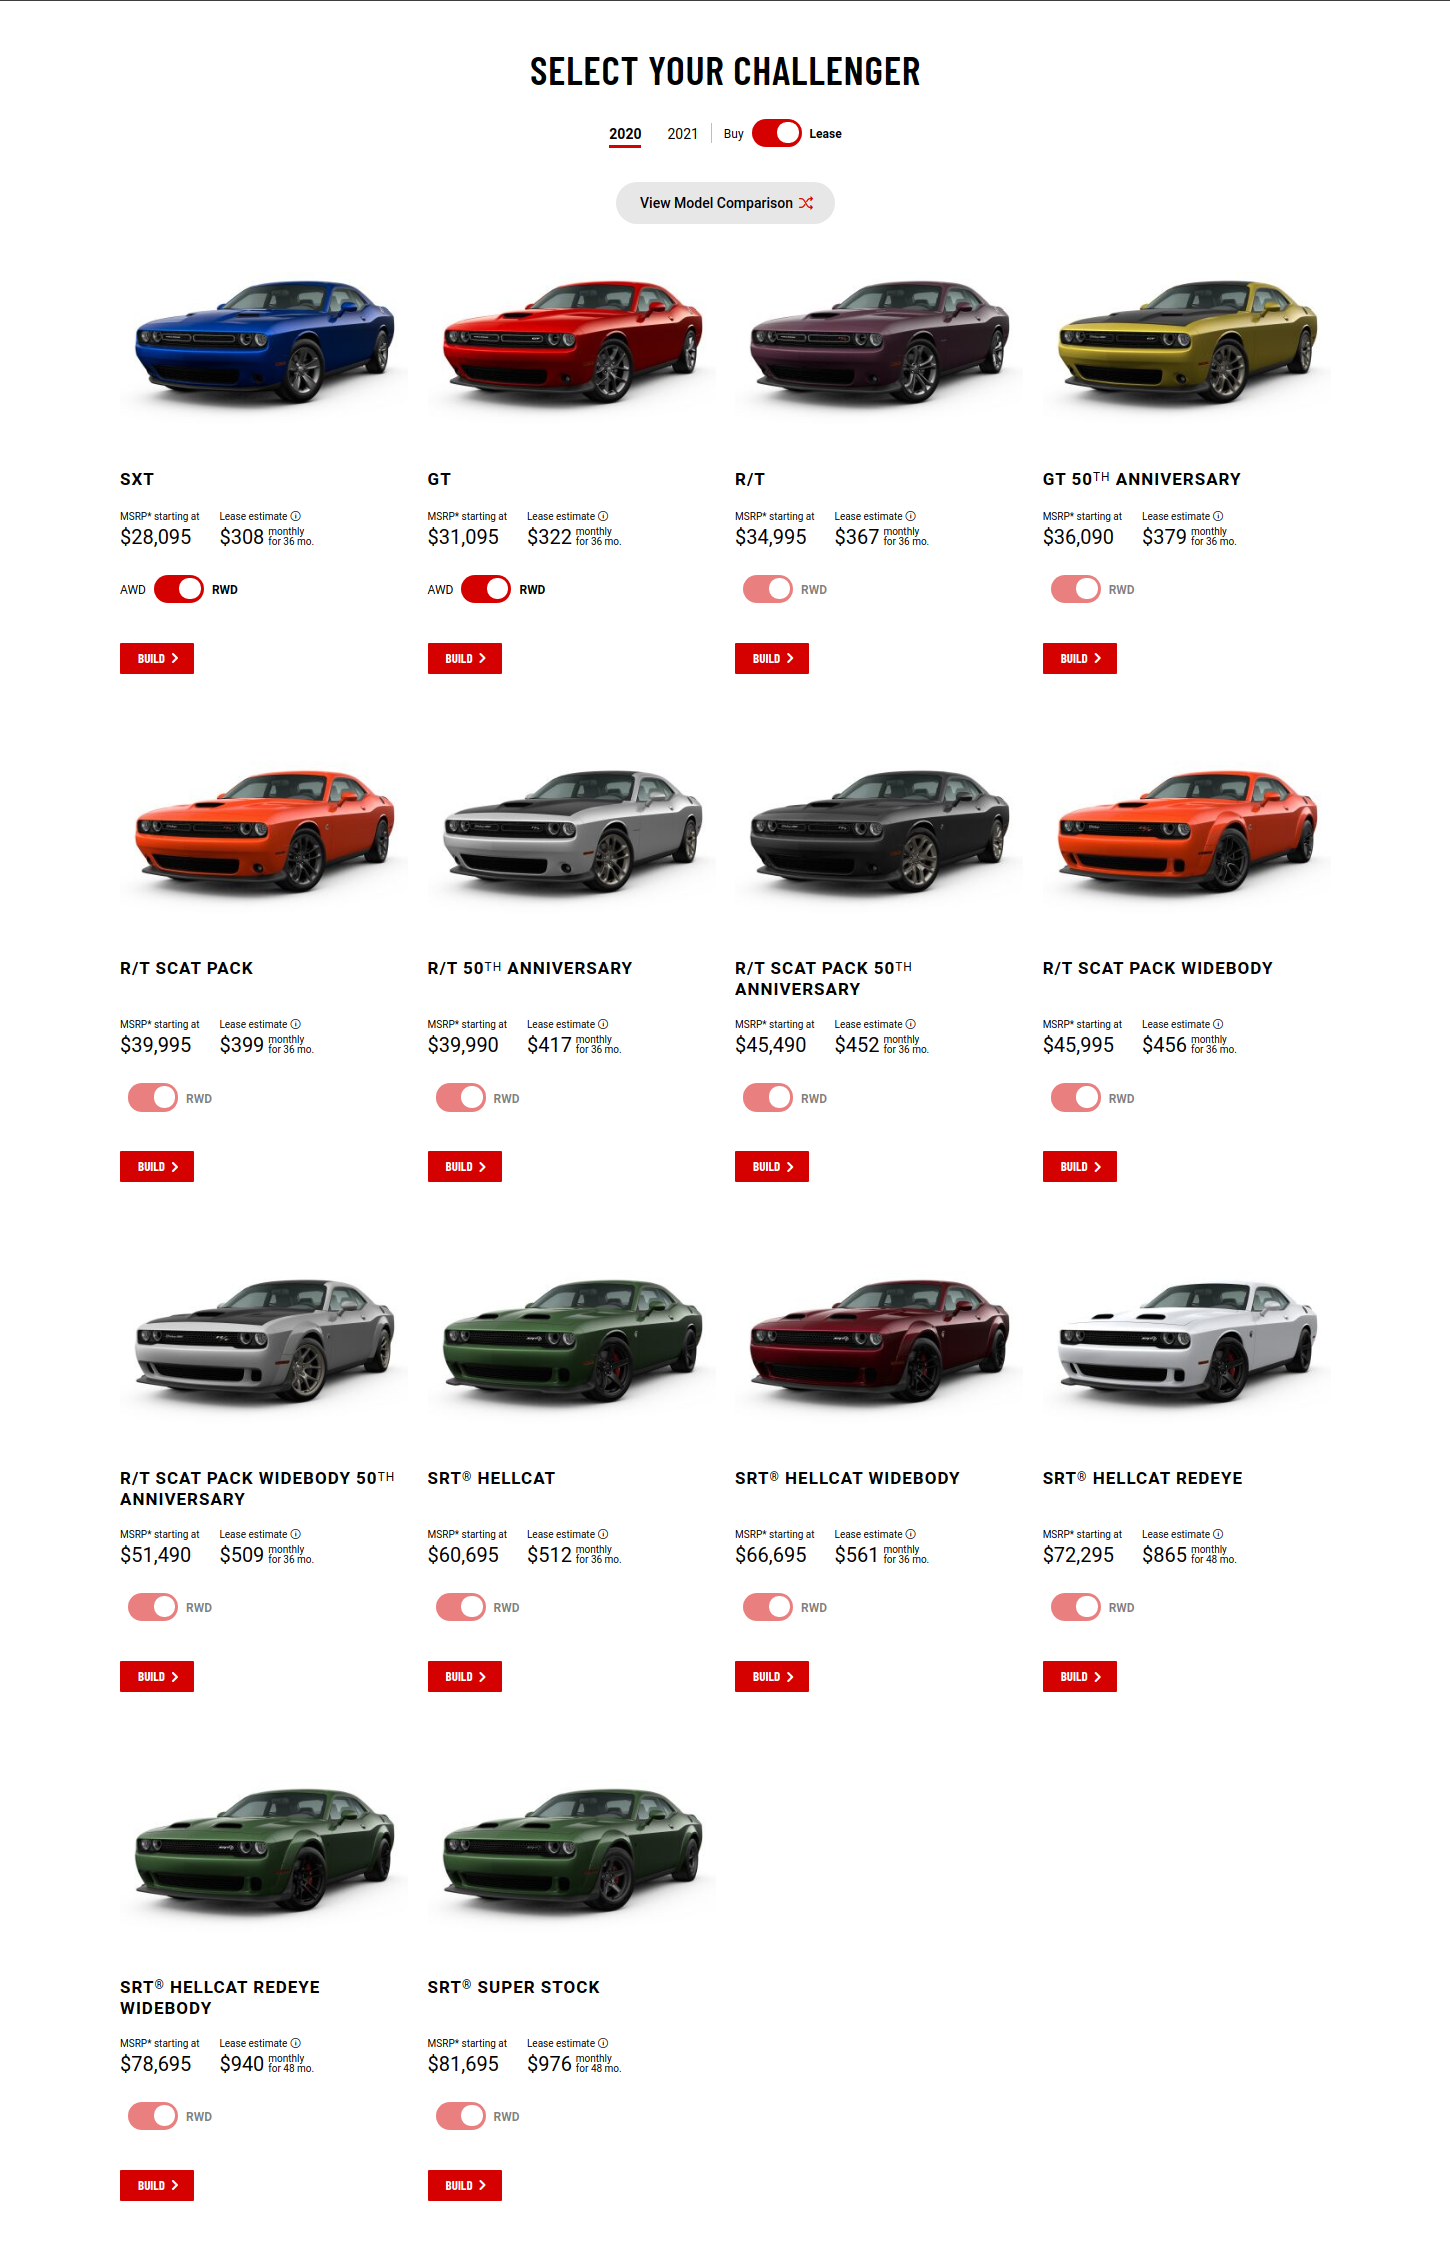 SELECT YOUR CHALLENGER
2020 2021 Buy Lease
View Model Comparison
SXT
MSRP* starting at Lease estimate
$28,095 $308 monthly for 36 mo.
AWD RWD
BUILD
GT
MSRP* starting at Lease estimate
$31,095 $322 monthly for 36 mo.
AWD RWD
BUILD
R/T
MSRP* starting at Lease estimate
$34,995 $367 monthly for 36 mo.
RWD
BUILD
GT 50TH ANNIVERSARY
MSRP* starting at Lease estimate
$36,090 $379 monthly for 36 mo.
RWD
BUILD
R/T SCAT PACK
MSRP* starting at Lease estimate
$39,995 $399 monthly for 36 mo.
RWD
BUILD
R/T 50TH ANNIVERSARY
MSRP* starting at Lease estimate
$39,990 $417 monthly for 36 mo.
RWD
BUILD
R/T SCAT PACK 50TH
ANNIVERSARY
MSRP* starting at Lease estimate
$45,490 $452 monthly for 36 mo.
RWD
BUILD
R/T SCAT PACK WIDEBODY
MSRP* starting at Lease estimate
$45,995 $456 monthly for 36 mo.
RWD
BUILD
R/T SCAT PACK WIDEBODY 50TH
ANNIVERSARY
MSRP* starting at Lease estimate
$51,490 $509 monthly for 36 mo.
RWD
BUILD
SRT® HELLCAT
MSRP* starting at Lease estimate
$60,695 $512 monthly for 36 mo.
RWD
BUILD
SRT® HELLCAT WIDEBODY
MSRP* starting at Lease estimate
$66,695 $561 monthly for 36 mo.
RWD
BUILD
SRT® HELLCAT REDEYE
MSRP* starting at Lease estimate
$72,295 $865 monthly for 48 mo.
RWD
BUILD
SRT® HELLCAT REDEYE
WIDEBODY
MSRP* starting at Lease estimate
$78,695 $940 monthly for 48 mo.
RWD
BUILD
SRT® SUPER STOCK
MSRP* starting at Lease estimate
$81,695 $976 monthly for 48 mo.
RWD
BUILD